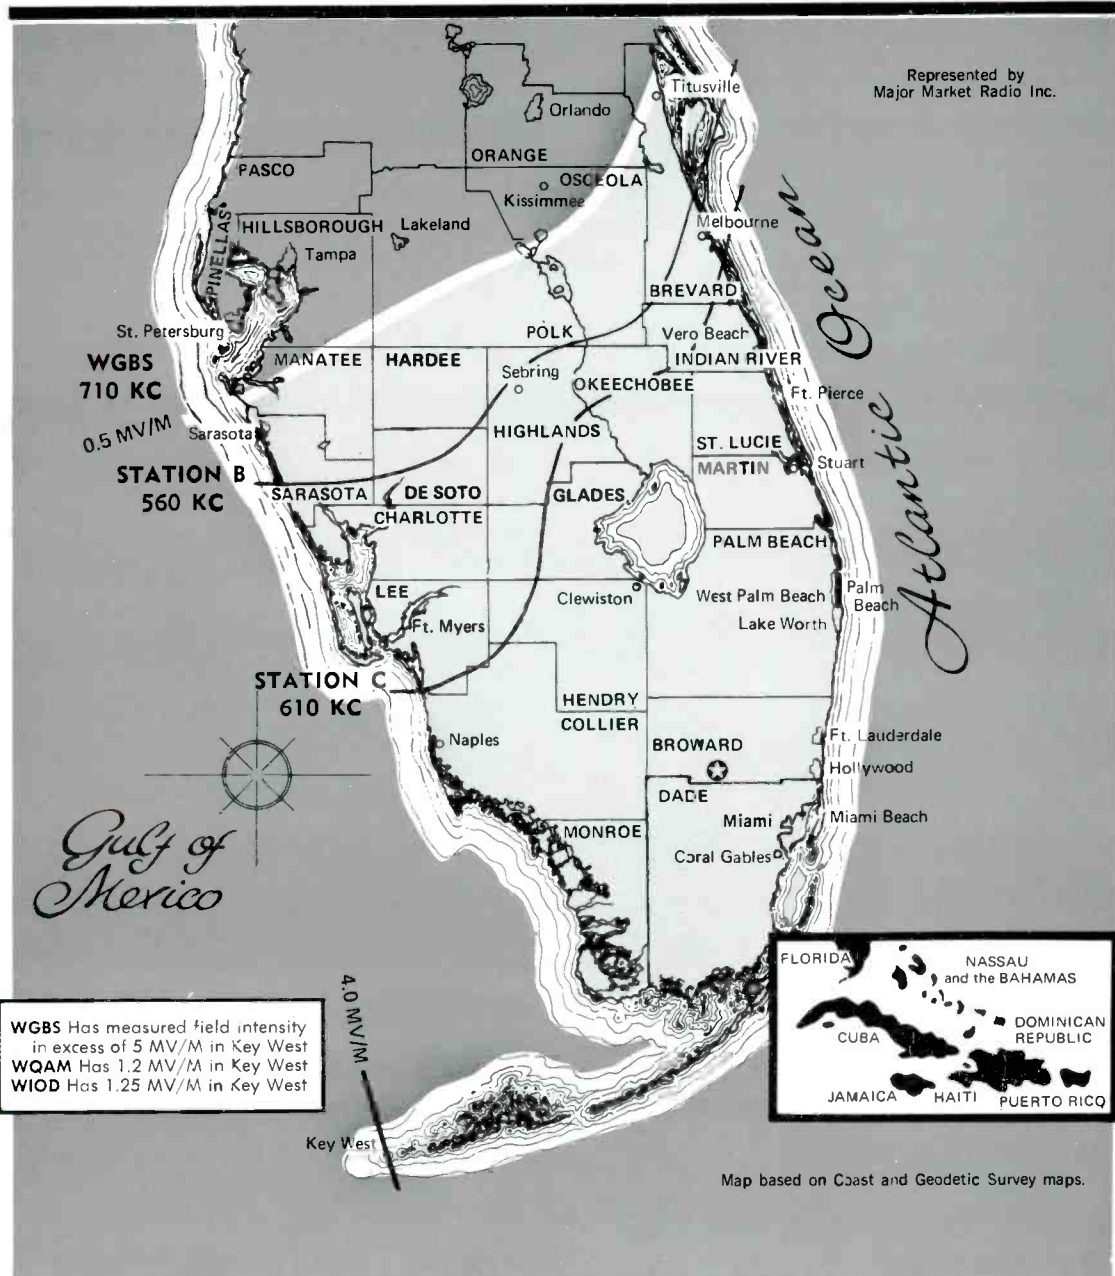 Represented by
Major Market Radio Inc.
Titusville
Orlando
ORANGE
PASCO
OSCEOLA
Kissimmee
HILLSBOROUGH
Lakeland
PINELLAS
Tampa
Melbourne
BREVARD
St. Petersburg
POLK
Vero Beach
WGBS
710 KC
MANATEE
HARDEE
INDIAN RIVER
Sebring
OKEECHOBEE
Ft. Pierce
0.5 MV/M
Sarasota
HIGHLANDS
ST. LUCIE
MARTIN
Stuart
STATION B
560 KC
SARASOTA
DE SOTO
GLADES
CHARLOTTE
PALM BEACH
LEE
Clewiston
West Palm Beach
Palm
Beach
Lake Worth
Ft. Myers
Atlantic Ocean
STATION C
610 KC
HENDRY
COLLIER
Naples
BROWARD
Ft. Lauderdale
Hollywood
DADE
Miami
Miami Beach
MONROE
Coral Gables
Gulf of
Mexico
FLORIDA
NASSAU
and the BAHAMAS
CUBA
DOMINICAN
REPUBLIC
JAMAICA
HAITI
PUERTO RICO
4.0 MV/M
WGBS Has measured field intensity
in excess of 5 MV/M in Key West
WQAM Has 1.2 MV/M in Key West
WIOD Has 1.25 MV/M in Key West
Key West
Map based on Coast and Geodetic Survey maps.